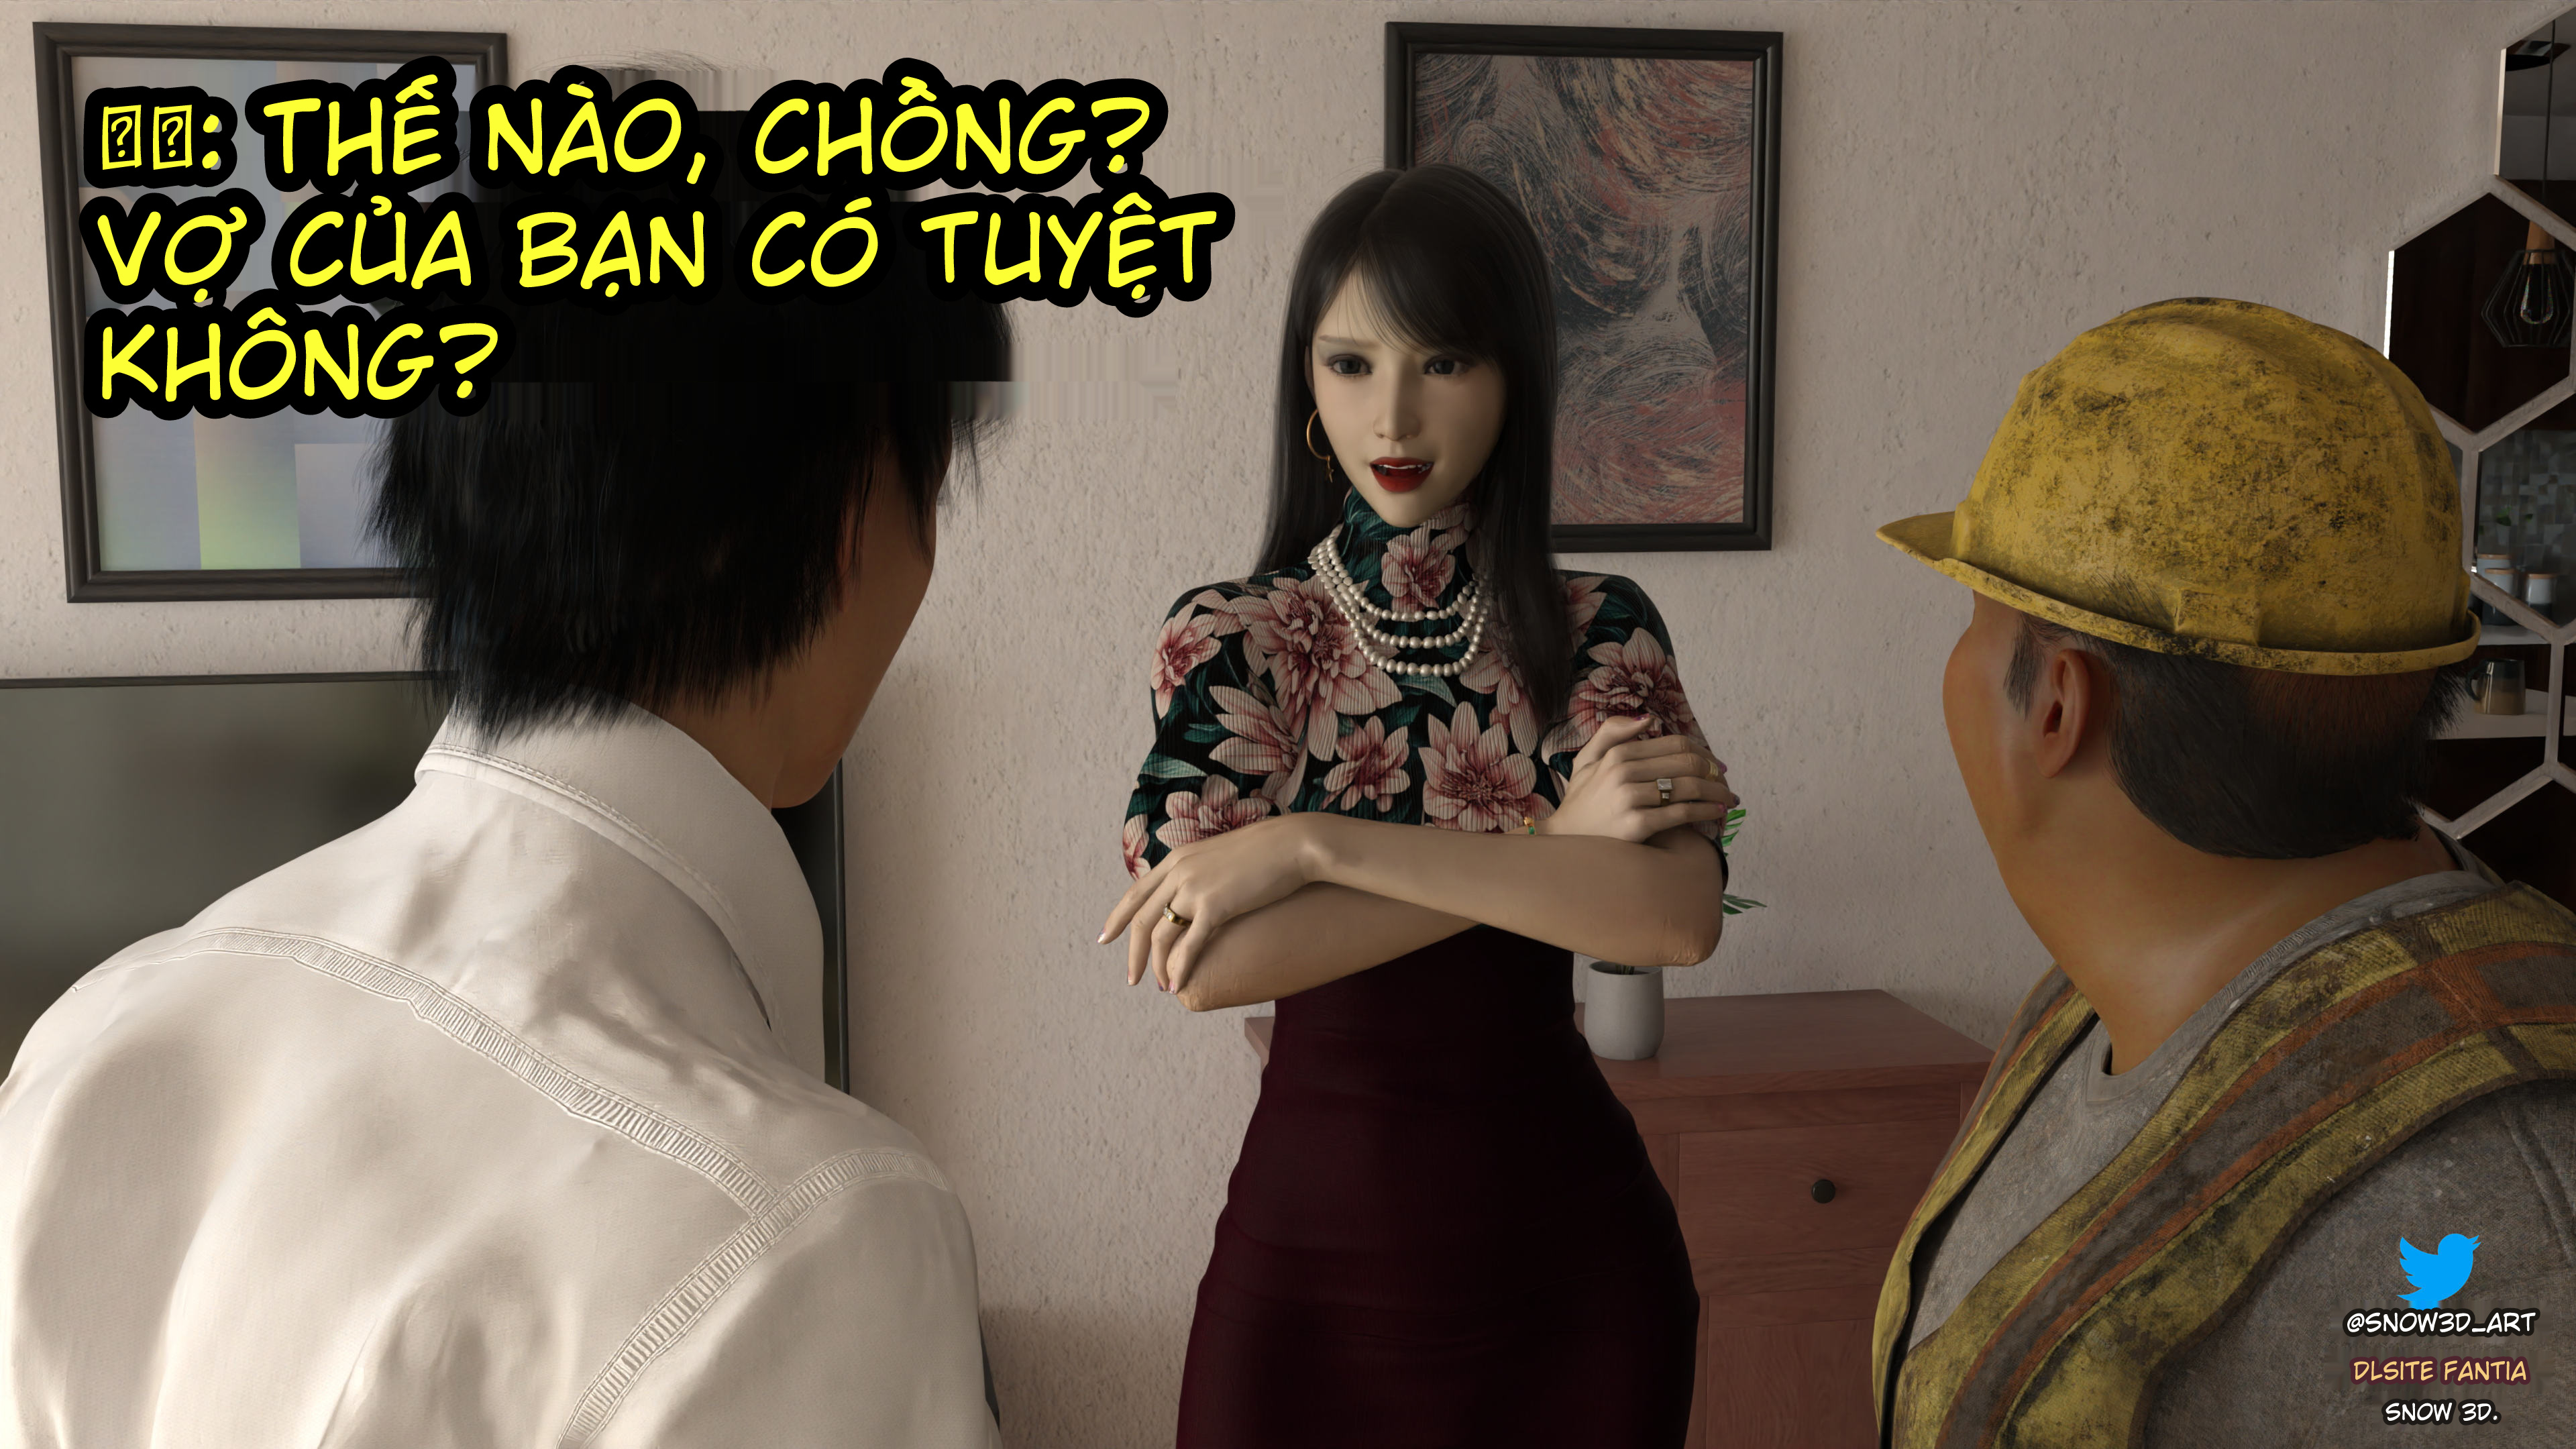 : THẾ NÀO, CHỒNG?
VỢ CỦA BẠN CÓ TUYỆT
KHÔNG?
@SNOW3D_ART
DLSITE FANTIA
SNOW 3D.